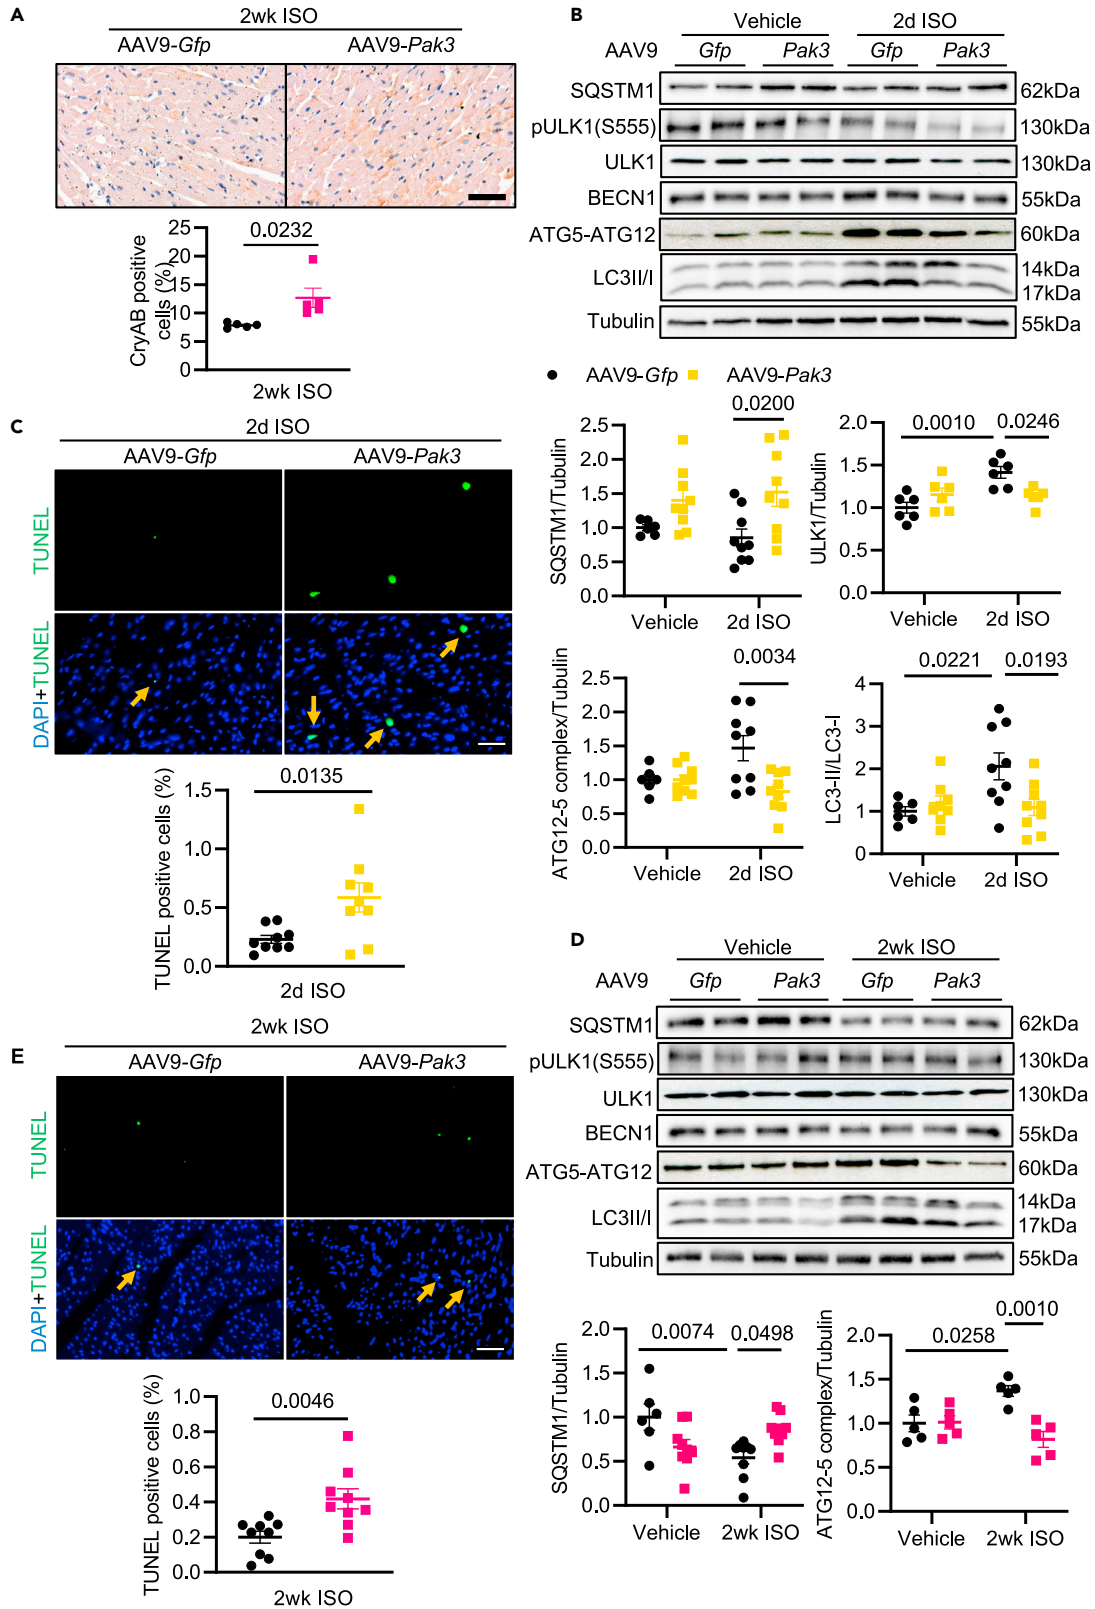 A
2wk ISO
AAV9-Gfp
AAV9-Pak3
CryAB positive
cells (%)
25
20
15
10
5
0
0.0232
2wk ISO
B
Vehicle
2d ISO
AAV9
Gfp
Pak3
Gfp
Pak3
SQSTM1
62kDa
pULK1(S555)
130kDa
ULK1
130kDa
BECN1
55kDa
ATG5-ATG12
60kDa
LC3II/I
14kDa
17kDa
Tubulin
55kDa
AAV9-Gfp
AAV9-Pak3
SQSTM1/Tubulin
2.5
2.0
1.5
1.0
0.5
0.0
0.0200
Vehicle
2d ISO
ULK1/Tubulin
2.0
1.5
1.0
0.5
0.0
0.0010
0.0246
Vehicle
2d ISO
ATG12-5 complex/Tubulin
2.5
2.0
1.5
1.0
0.5
0.0
0.0034
Vehicle
2d ISO
LC3-II/LC3-I
4
3
2
1
0
0.0221
0.0193
Vehicle
2d ISO
C
2d ISO
AAV9-Gfp
AAV9-Pak3
TUNEL
DAPI+TUNEL
TUNEL positive cells (%)
1.5
1.0
0.5
0.0
0.0135
2d ISO
D
Vehicle
2wk ISO
AAV9
Gfp
Pak3
Gfp
Pak3
SQSTM1
62kDa
pULK1(S555)
130kDa
ULK1
130kDa
BECN1
55kDa
ATG5-ATG12
60kDa
LC3II/I
14kDa
17kDa
Tubulin
55kDa
SQSTM1/Tubulin
2.0
1.5
1.0
0.5
0.0
0.0074
0.0498
Vehicle
2wk ISO
ATG12-5 complex/Tubulin
2.0
1.5
1.0
0.5
0.0
0.0258
0.0010
Vehicle
2wk ISO
E
2wk ISO
AAV9-Gfp
AAV9-Pak3
TUNEL
DAPI+TUNEL
TUNEL positive cells (%)
1.0
0.8
0.6
0.4
0.2
0.0
0.0046
2wk ISO